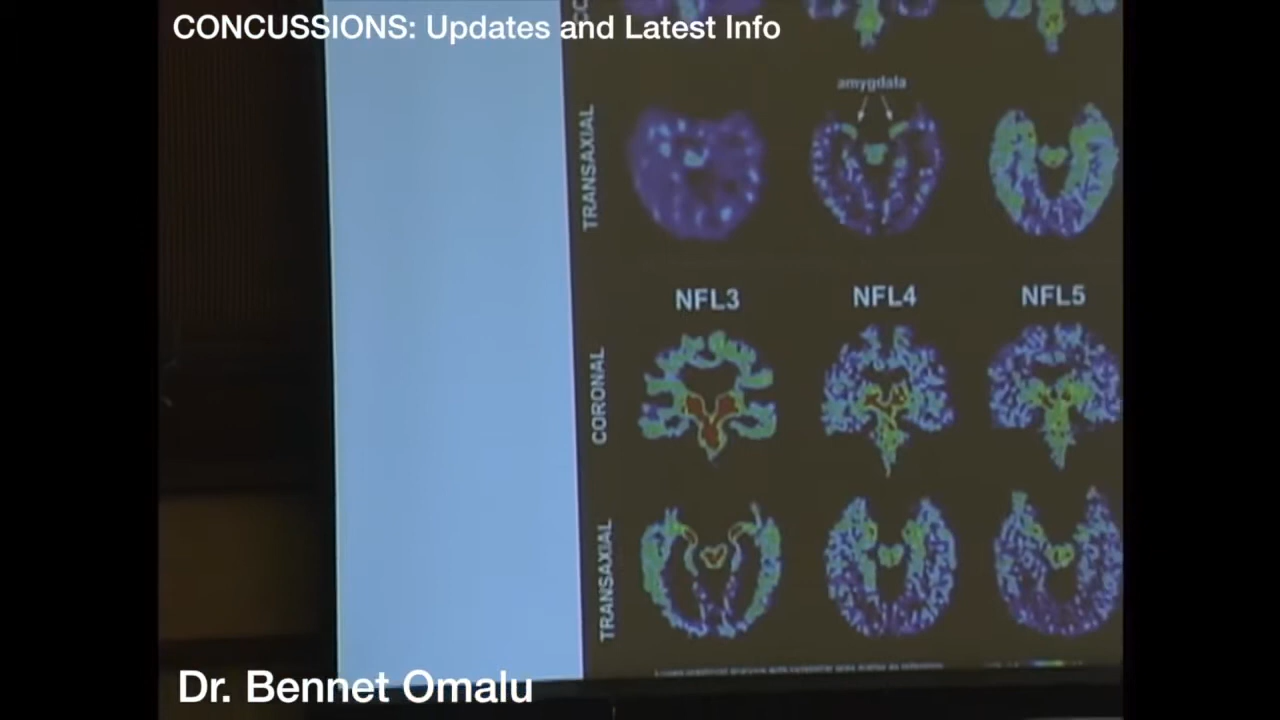 CONCUSSIONS: Updates and Latest Info
amygdala
TRANSAXIAL
NFL3 NFL4 NFL5
CORONAL
TRANSAXIAL
Dr. Bennet Omalu